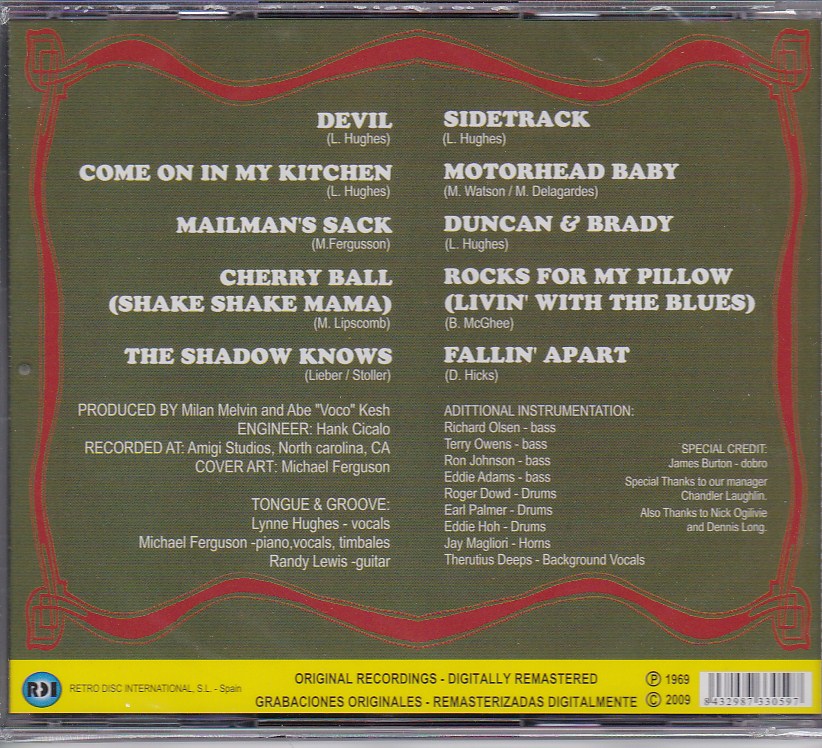 DEVIL
(L. Hughes)
COME ON IN MY KITCHEN
(L. Hughes)
MAILMAN'S SACK
(M.Fergusson)
CHERRY BALL
(SHAKE SHAKE MAMA)
(M. Lipscomb)
THE SHADOW KNOWS
(Lieber / Stoller)
SIDETRACK
(L. Hughes)
MOTORHEAD BABY
(M. Watson / M. Delagardes)
DUNCAN & BRADY
(L. Hughes)
ROCKS FOR MY PILLOW
(LIVIN' WITH THE BLUES)
(B. McGhee)
FALLIN' APART
(D. Hicks)
PRODUCED BY Milan Melvin and Abe "Voco" Kesh
ENGINEER: Hank Cicalo
RECORDED AT: Amigi Studios, North carolina, CA
COVER ART: Michael Ferguson
TONGUE & GROOVE:
Lynne Hughes - vocals
Michael Ferguson -piano,vocals, timbales
Randy Lewis -guitar
ADITTIONAL INSTRUMENTATION:
Richard Olsen - bass
Terry Owens - bass
Ron Johnson - bass
Eddie Adams - bass
Roger Dowd - Drums
Earl Palmer - Drums
Eddie Hoh - Drums
Jay Magliori - Horns
Therutius Deeps - Background Vocals
SPECIAL CREDIT:
James Burton - dobro
Special Thanks to our manager
Chandler Laughlin.
Also Thanks to Nick Ogilivie
and Dennis Long.
RDI
RETRO DISC INTERNATIONAL, S.L. - Spain
ORIGINAL RECORDINGS - DIGITALLY REMASTERED
GRABACIONES ORIGINALES - REMASTERIZADAS DIGITALMENTE
Ⓟ 1969
© 2009
8 432987 330597